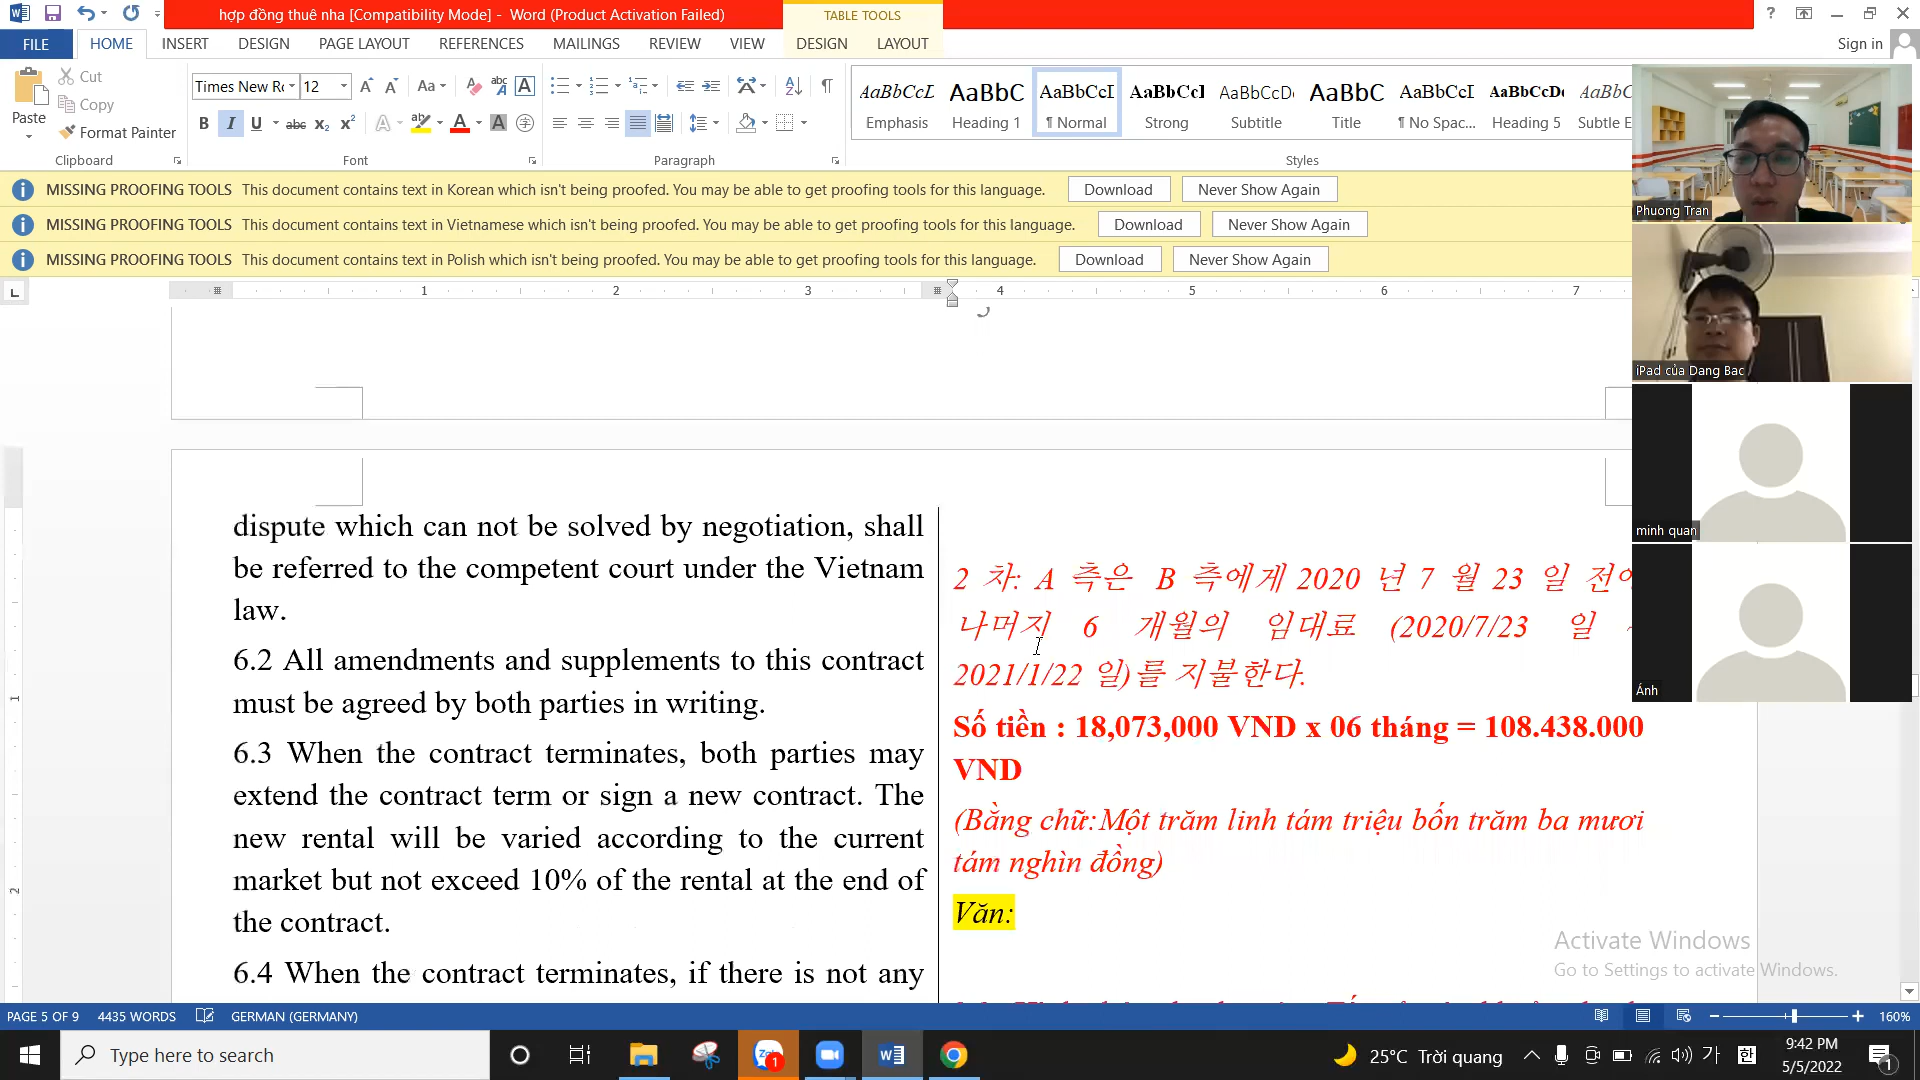 hợp đồng thuê nha [Compatibility Mode] - Word (Product Activation Failed)
TABLE TOOLS
?
FILE
HOME
INSERT
DESIGN
PAGE LAYOUT
REFERENCES
MAILINGS
REVIEW
VIEW
DESIGN
LAYOUT
Sign in
Paste
Cut
Copy
Format Painter
Clipboard
Times New Ro
12
Font
Paragraph
AaBbCcL
Emphasis
AaBbC
Heading 1
AaBbCcI
¶ Normal
AaBbCcI
Strong
AaBbCcDc
Subtitle
AaBbC
Title
AaBbCcI
¶ No Spac...
AaBbCcDc
Heading 5
AaBbC
Subtle E
Styles
MISSING PROOFING TOOLS This document contains text in Korean which isn't being proofed. You may be able to get proofing tools for this language. Download Never Show Again
MISSING PROOFING TOOLS This document contains text in Vietnamese which isn't being proofed. You may be able to get proofing tools for this language. Download Never Show Again
MISSING PROOFING TOOLS This document contains text in Polish which isn't being proofed. You may be able to get proofing tools for this language. Download Never Show Again
1 2 3 4 5 6 7
dispute which can not be solved by negotiation, shall
be referred to the competent court under the Vietnam
law.
6.2 All amendments and supplements to this contract
must be agreed by both parties in writing.
6.3 When the contract terminates, both parties may
extend the contract term or sign a new contract. The
new rental will be varied according to the current
market but not exceed 10% of the rental at the end of
the contract.
6.4 When the contract terminates, if there is not any
2 차: A 측은 B 측에게 2020 년 7 월 23 일
나머지 6 개월의 임대료 (2020/7/23 일 ~
2021/1/22 일)를 지불한다.
Số tiền : 18,073,000 VND x 06 tháng = 108.438.000
VND
(Bằng chữ:Một trăm linh tám triệu bốn trăm ba mươi
tám nghìn đồng)
Văn:
Phuong Tran
iPad của Dang Bac
minh quan
Ánh
Activate Windows
Go to Settings to activate Windows.
PAGE 5 OF 9
4435 WORDS
GERMAN (GERMANY)
160%
Type here to search
25°C Trời quang
가
한
9:42 PM
5/5/2022
1